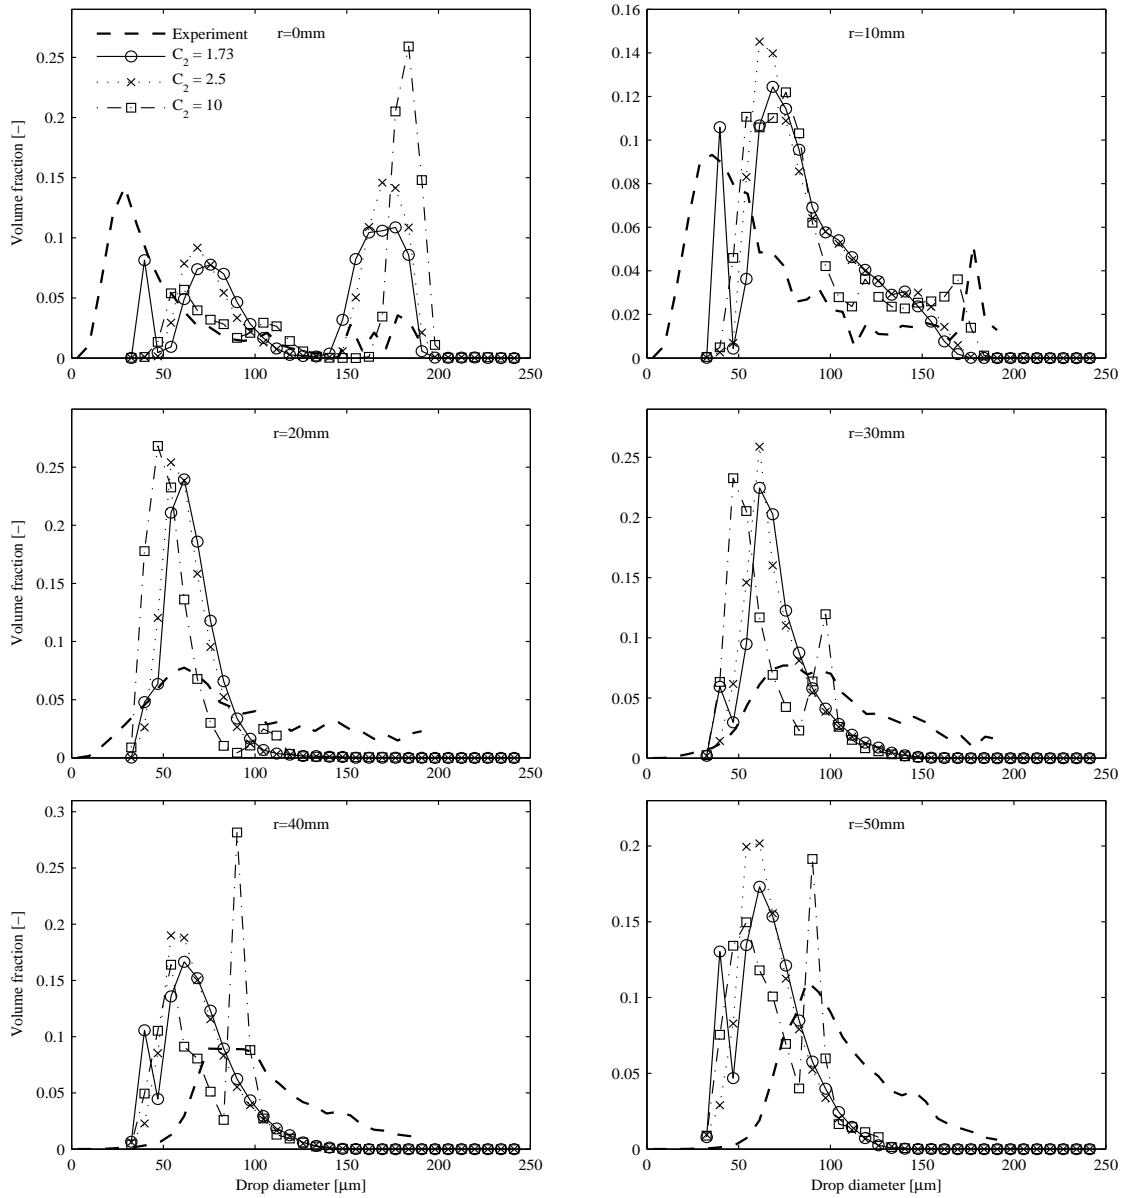 r=0mm
Experiment
C2 = 1.73
C2 = 2.5
C2 = 10
Volume fraction [−]
0.25
0.2
0.15
0.1
0.05
0
0 50 100 150 200 250
r=10mm
0.16
0.14
0.12
0.1
0.08
0.06
0.04
0.02
0
0 50 100 150 200 250
r=20mm
Volume fraction [−]
0.25
0.2
0.15
0.1
0.05
0
0 50 100 150 200 250
r=30mm
0.25
0.2
0.15
0.1
0.05
0
0 50 100 150 200 250
r=40mm
Volume fraction [−]
0.3
0.25
0.2
0.15
0.1
0.05
0
0 50 100 150 200 250
Drop diameter [μm]
r=50mm
0.2
0.15
0.1
0.05
0
0 50 100 150 200 250
Drop diameter [μm]